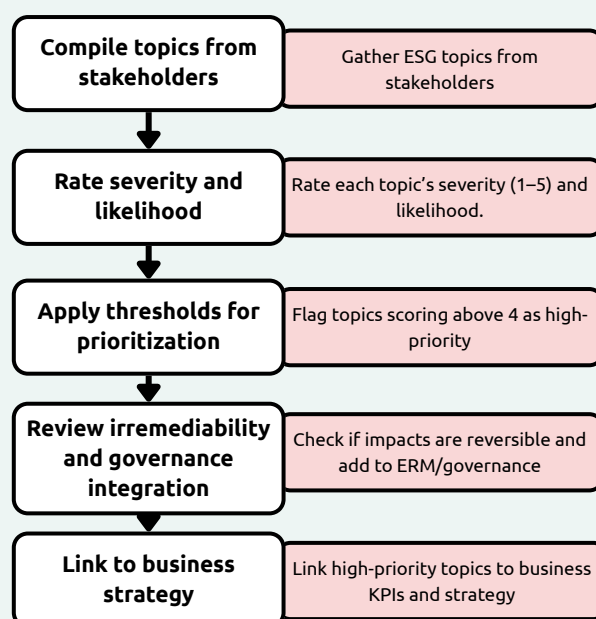 Compile topics from
stakeholders
Gather ESG topics from
stakeholders
Rate severity and
likelihood
Rate each topic's severity (1–5) and
likelihood.
Apply thresholds for
prioritization
Flag topics scoring above 4 as high-
priority
Review irremediability
and governance
integration
Check if impacts are reversible and
add to ERM/governance
Link to business
strategy
Link high-priority topics to business
KPIs and strategy